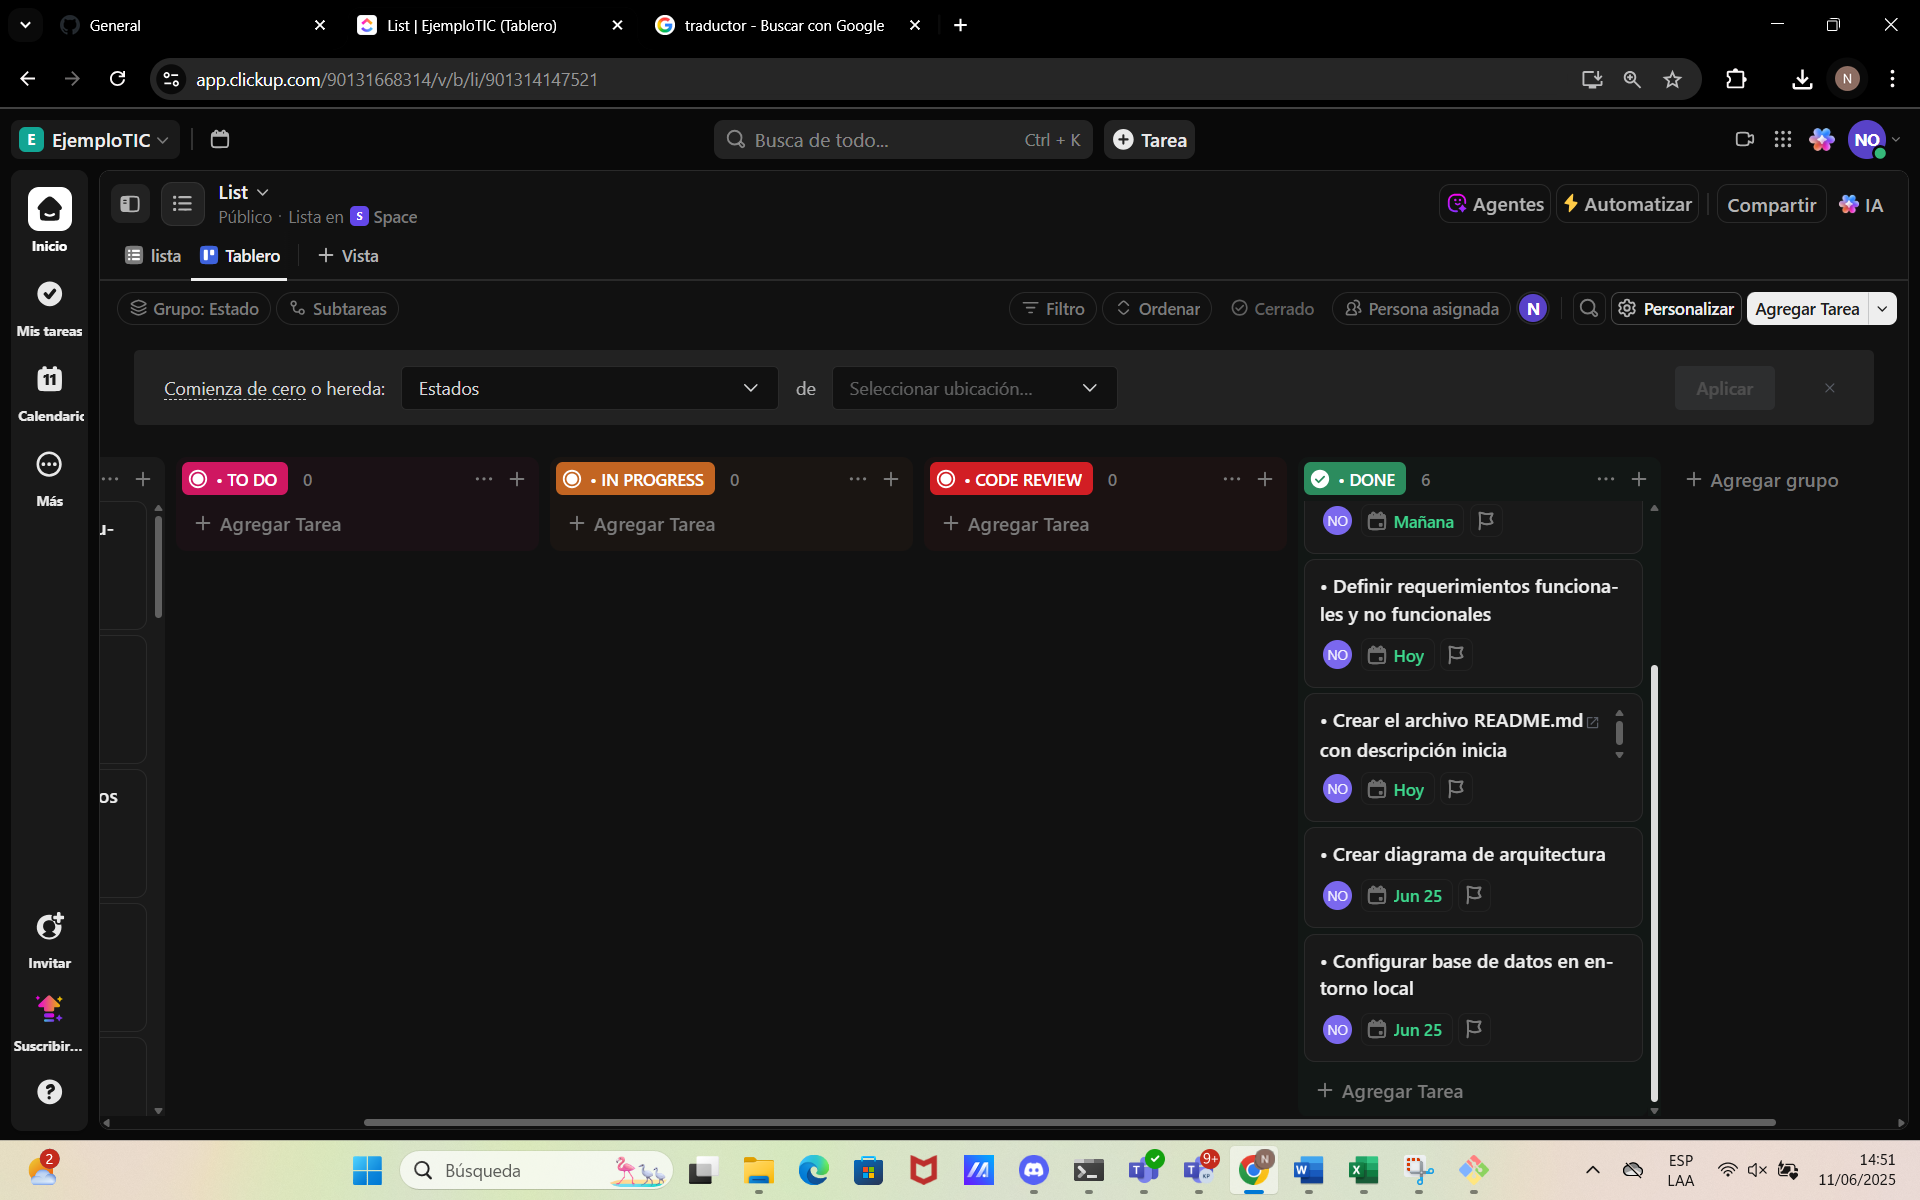 General
List | EjemploTIC (Tablero)
traductor - Buscar con Google
app.clickup.com/90131668314/v/b/li/901314147521
N
E EjemploTIC
Busca de todo...
Ctrl + K
Tarea
NO
List
Público · Lista en S Space
Agentes
Automatizar
Compartir
IA
lista
Tablero
Vista
Grupo: Estado
Subtareas
Filtro
Ordenar
Cerrado
Persona asignada
N
Personalizar
Agregar Tarea
Comienza de cero o hereda:
Estados
de
Seleccionar ubicación...
Aplicar
Inicio
Mis tareas
11
Calendario
Más
Invitar
Suscribir...
u-
os
• TO DO
0
Agregar Tarea
• IN PROGRESS
0
Agregar Tarea
• CODE REVIEW
0
Agregar Tarea
• DONE
6
NO
Mañana
• Definir requerimientos funciona-
les y no funcionales
NO
Hoy
• Crear el archivo README.md
con descripción inicia
NO
Hoy
• Crear diagrama de arquitectura
NO
Jun 25
• Configurar base de datos en en-
torno local
NO
Jun 25
Agregar Tarea
Agregar grupo
2
Búsqueda
9+
N
ESP
LAA
14:51
11/06/2025